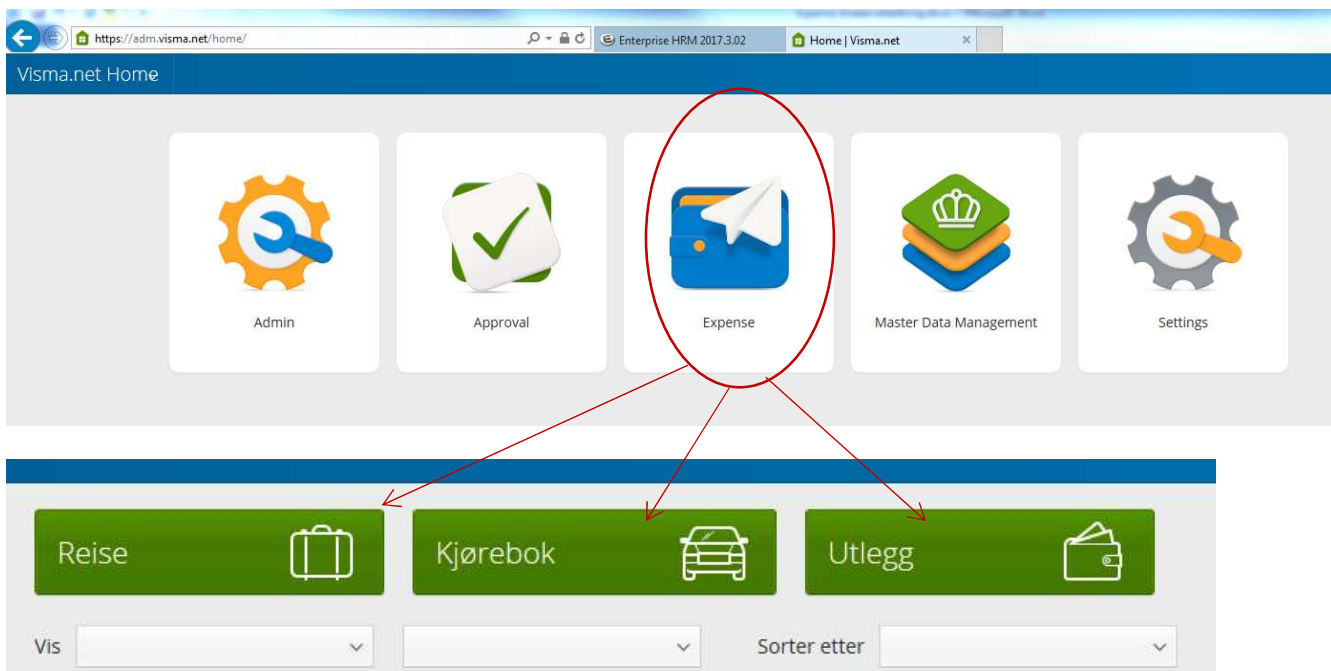 https://adm.visma.net/home/
Enterprise HRM 2017.3.02
Home | Visma.net
Visma.net Home
Admin
Approval
Expense
Master Data Management
Settings
Reise
Kjørebok
Utlegg
Vis
Sorter etter